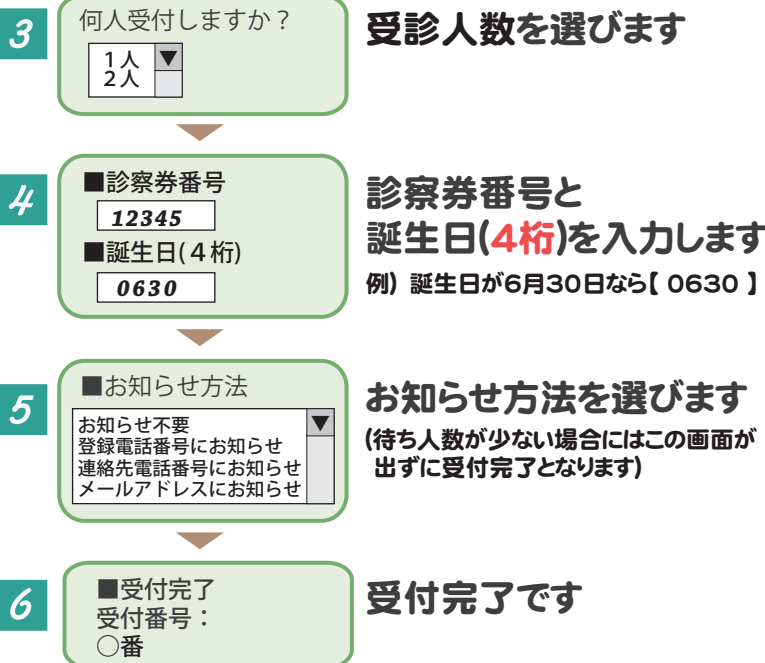 3
何人受付しますか？
1人 ▼
2人
受診人数を選びます
4
■診察券番号
12345
■誕生日(４桁)
0630
診察券番号と
誕生日(4桁)を入力します
例) 誕生日が6月30日なら【 0630 】
5
■お知らせ方法
お知らせ不要 ▼
登録電話番号にお知らせ
連絡先電話番号にお知らせ
メールアドレスにお知らせ
お知らせ方法を選びます
(待ち人数が少ない場合にはこの画面が
出ずに受付完了となります)
6
■受付完了
受付番号：
○番
受付完了です